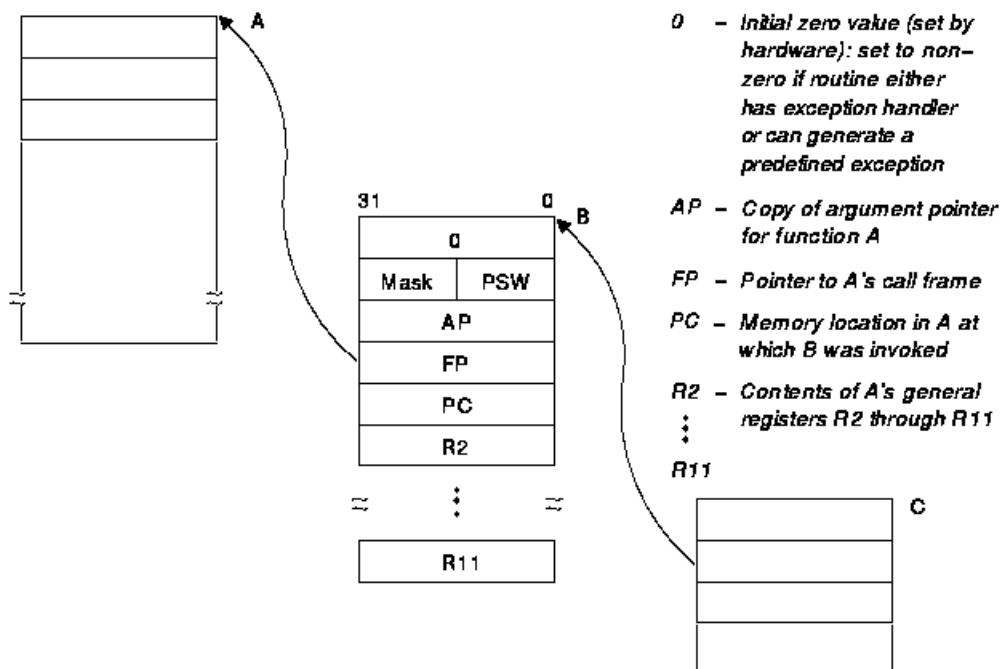 A
31 0
B
0
Mask PSW
AP
FP
PC
R2
R11
0 – Initial zero value (set by
hardware): set to non–
zero if routine either
has exception handler
or can generate a
predefined exception
AP – Copy of argument pointer
for function A
FP – Pointer to A's call frame
PC – Memory location in A at
which B was invoked
R2 – Contents of A's general
registers R2 through R11
R11
C